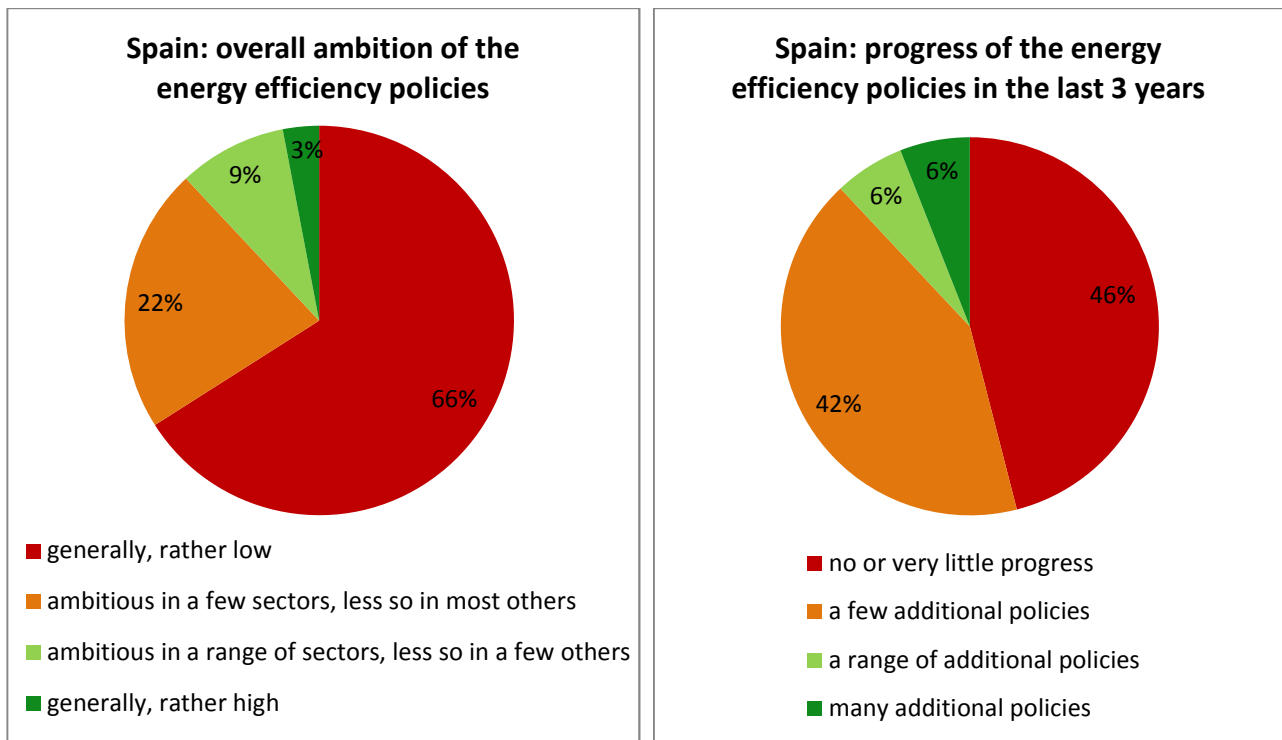 Spain: overall ambition of the
energy efficiency policies
3%
9%
22%
66%
generally, rather low
ambitious in a few sectors, less so in most others
ambitious in a range of sectors, less so in a few others
generally, rather high
Spain: progress of the energy
efficiency policies in the last 3 years
6%
6%
46%
42%
no or very little progress
a few additional policies
a range of additional policies
many additional policies